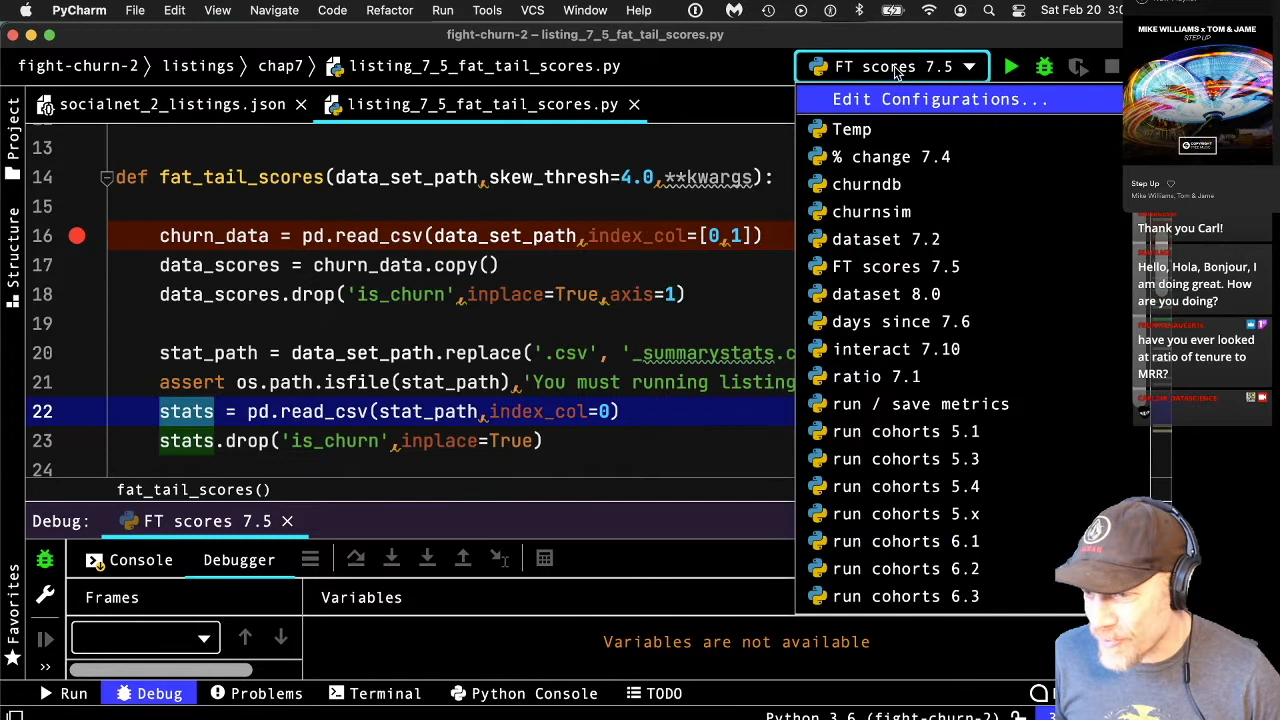 PyCharm File Edit View Navigate Code Refactor Run Tools VCS Window Help Sat Feb 20
fight-churn-2 – listing_7_5_fat_tail_scores.py
fight-churn-2 listings chap7 listing_7_5_fat_tail_scores.py
FT scores 7.5
socialnet_2_listings.json
listing_7_5_fat_tail_scores.py
Project
Structure
Favorites
13
14 def fat_tail_scores(data_set_path,skew_thresh=4.0,**kwargs):
15
16 churn_data = pd.read_csv(data_set_path,index_col=[0,1])
17 data_scores = churn_data.copy()
18 data_scores.drop('is_churn',inplace=True,axis=1)
19
20 stat_path = data_set_path.replace('.csv', '_summarystats.c
21 assert os.path.isfile(stat_path),'You must running listing
22 stats = pd.read_csv(stat_path,index_col=0)
23 stats.drop('is_churn',inplace=True)
24
fat_tail_scores()
Edit Configurations...
Temp
% change 7.4
churndb
churnsim
dataset 7.2
FT scores 7.5
dataset 8.0
days since 7.6
interact 7.10
ratio 7.1
run / save metrics
run cohorts 5.1
run cohorts 5.3
run cohorts 5.4
run cohorts 5.x
run cohorts 6.1
run cohorts 6.2
run cohorts 6.3
Debug: FT scores 7.5
Console Debugger
Frames Variables
Variables are not available
Run Debug Problems Terminal Python Console TODO
Python 3.6 (fight-churn-2)
MIKE WILLIAMS x TOM & JAME
STEP UP
COPYRIGHT
FREE MUSIC
Step Up
Mike Williams, Tom & Jame
Thank you Carl!
Hello, Hola, Bonjour, I
am doing great. How
are you doing?
have you ever looked
at ratio of tenure to
MRR?